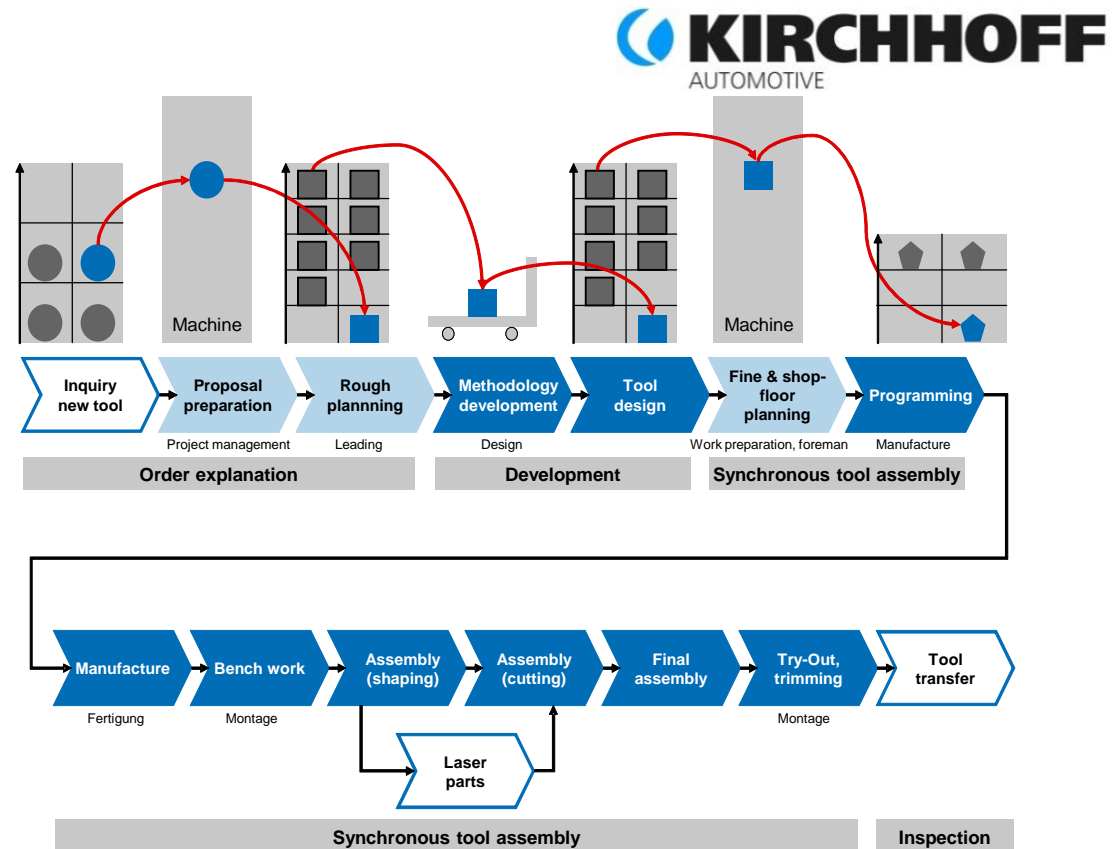 KIRCHHOFF
AUTOMOTIVE
Machine
Machine
Inquiry
new tool
Proposal
preparation
Rough
plannning
Methodology
development
Tool
design
Fine & shop-
floor
planning
Programming
Project management
Leading
Design
Work preparation, foreman
Manufacture
Order explanation
Development
Synchronous tool assembly
Manufacture
Bench work
Assembly
(shaping)
Assembly
(cutting)
Final
assembly
Try-Out,
trimming
Tool
transfer
Fertigung
Montage
Montage
Laser
parts
Synchronous tool assembly
Inspection